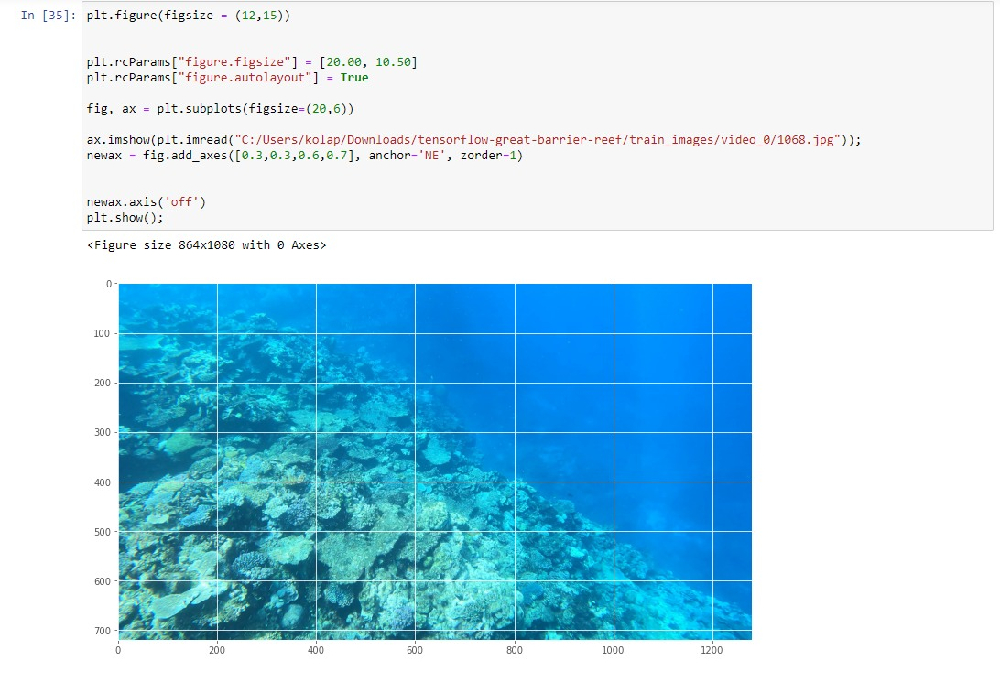 In [35]: plt.figure(figsize = (12,15))
plt.rcParams["figure.figsize"] = [20.00, 10.50]
plt.rcParams["figure.autolayout"] = True
fig, ax = plt.subplots(figsize=(20,6))
ax.imshow(plt.imread("C:/Users/kolap/Downloads/tensorflow-great-barrier-reef/train_images/video_0/1068.jpg"));
newax = fig.add_axes([0.3,0.3,0.6,0.7], anchor='NE', zorder=1)
newax.axis('off')
plt.show();
<Figure size 864x1080 with 0 Axes>
0
100
200
300
400
500
600
700
0 200 400 600 800 1000 1200